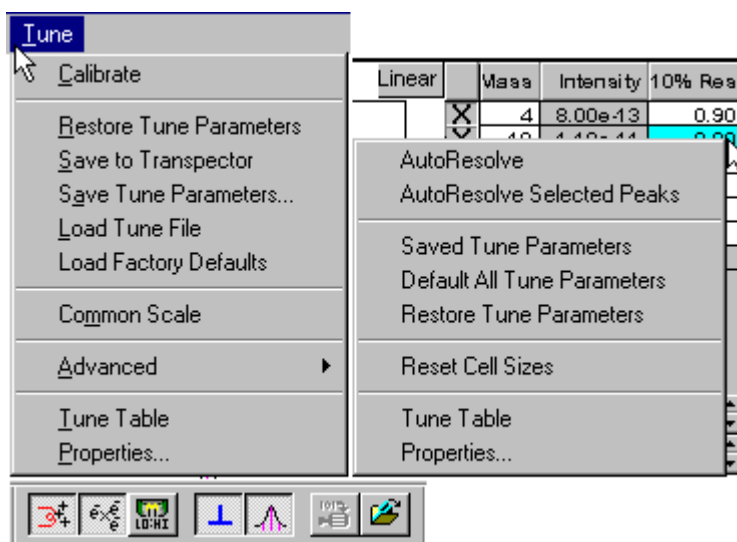 Tune
Calibrate
Restore Tune Parameters
Save to Transpector
Save Tune Parameters...
Load Tune File
Load Factory Defaults
Common Scale
Advanced
Tune Table
Properties...
Linear Mass Intensity 10% Res
X 4 8.00e-13 0.90
AutoResolve
AutoResolve Selected Peaks
Saved Tune Parameters
Default All Tune Parameters
Restore Tune Parameters
Reset Cell Sizes
Tune Table
Properties...
LO:HI